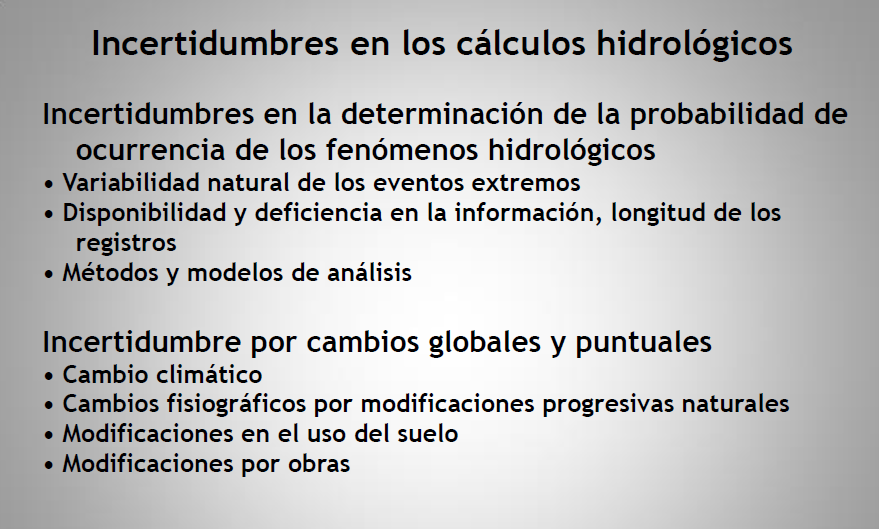 Incertidumbres en los cálculos hidrológicos
Incertidumbres en la determinación de la probabilidad de
ocurrencia de los fenómenos hidrológicos
• Variabilidad natural de los eventos extremos
• Disponibilidad y deficiencia en la información, longitud de los
registros
• Métodos y modelos de análisis
Incertidumbre por cambios globales y puntuales
• Cambio climático
• Cambios fisiográficos por modificaciones progresivas naturales
• Modificaciones en el uso del suelo
• Modificaciones por obras